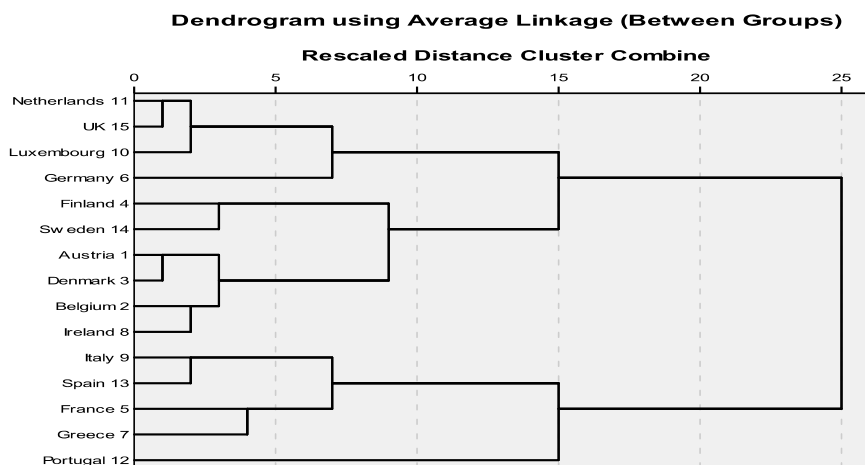 Dendrogram using Average Linkage (Between Groups)
Rescaled Distance Cluster Combine
0 5 10 15 20 25
Netherlands 11
UK 15
Luxembourg 10
Germany 6
Finland 4
Sweden 14
Austria 1
Denmark 3
Belgium 2
Ireland 8
Italy 9
Spain 13
France 5
Greece 7
Portugal 12